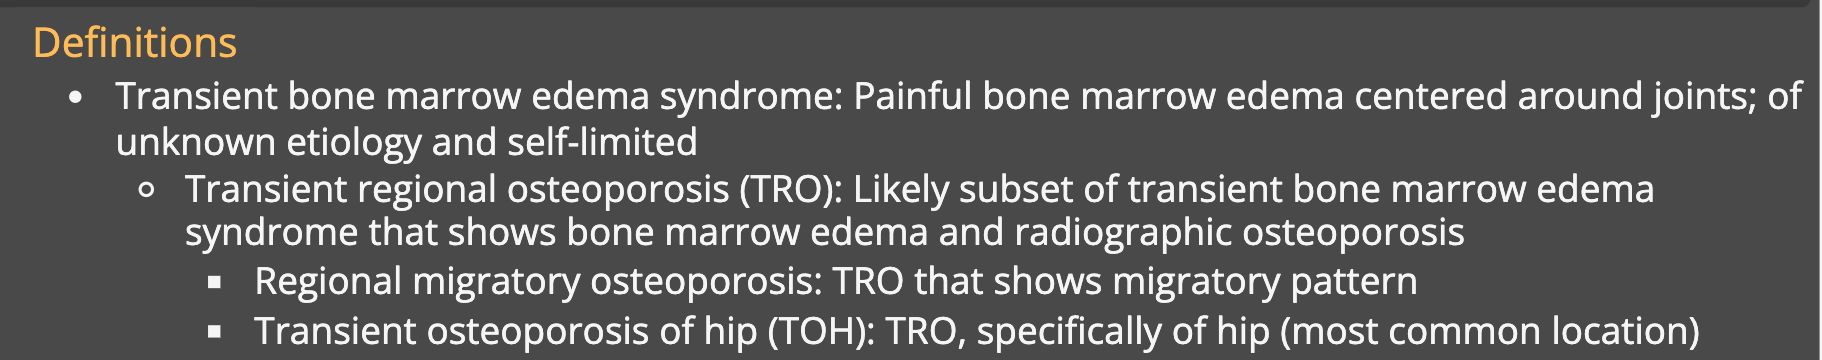 Definitions
• Transient bone marrow edema syndrome: Painful bone marrow edema centered around joints; of
unknown etiology and self-limited
◦ Transient regional osteoporosis (TRO): Likely subset of transient bone marrow edema
syndrome that shows bone marrow edema and radiographic osteoporosis
▪ Regional migratory osteoporosis: TRO that shows migratory pattern
▪ Transient osteoporosis of hip (TOH): TRO, specifically of hip (most common location)